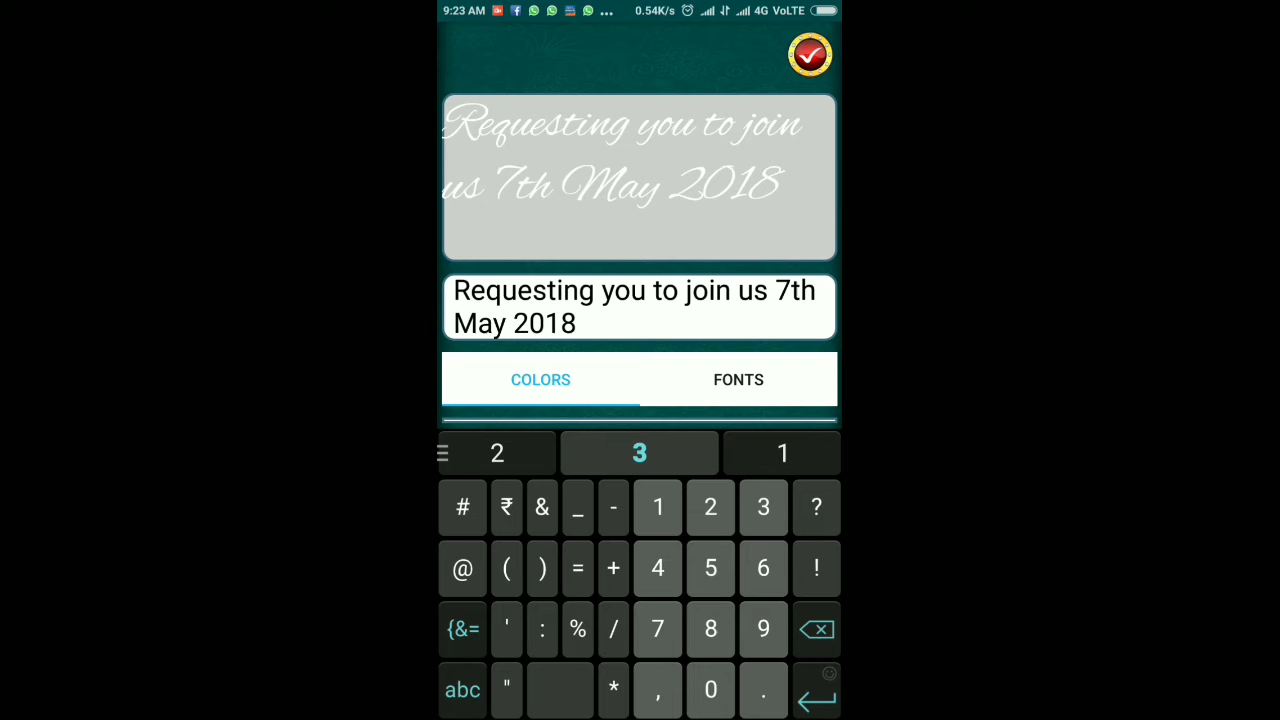 9:23 AM ... 0.54K/s 4G VoLTE
Requesting you to join
us 7th May 2018
Requesting you to join us 7th
May 2018
COLORS FONTS
2 3 1
# ₹ & _ - 1 2 3 ?
@ ( ) = + 4 5 6 !
{&= ' : % / 7 8 9
abc " * , 0 .